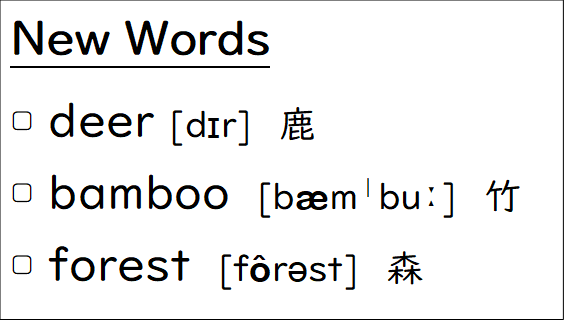 New Words
☐ deer [dɪr] 鹿
☐ bamboo [bæmˈbuː] 竹
☐ forest [fôrəst] 森